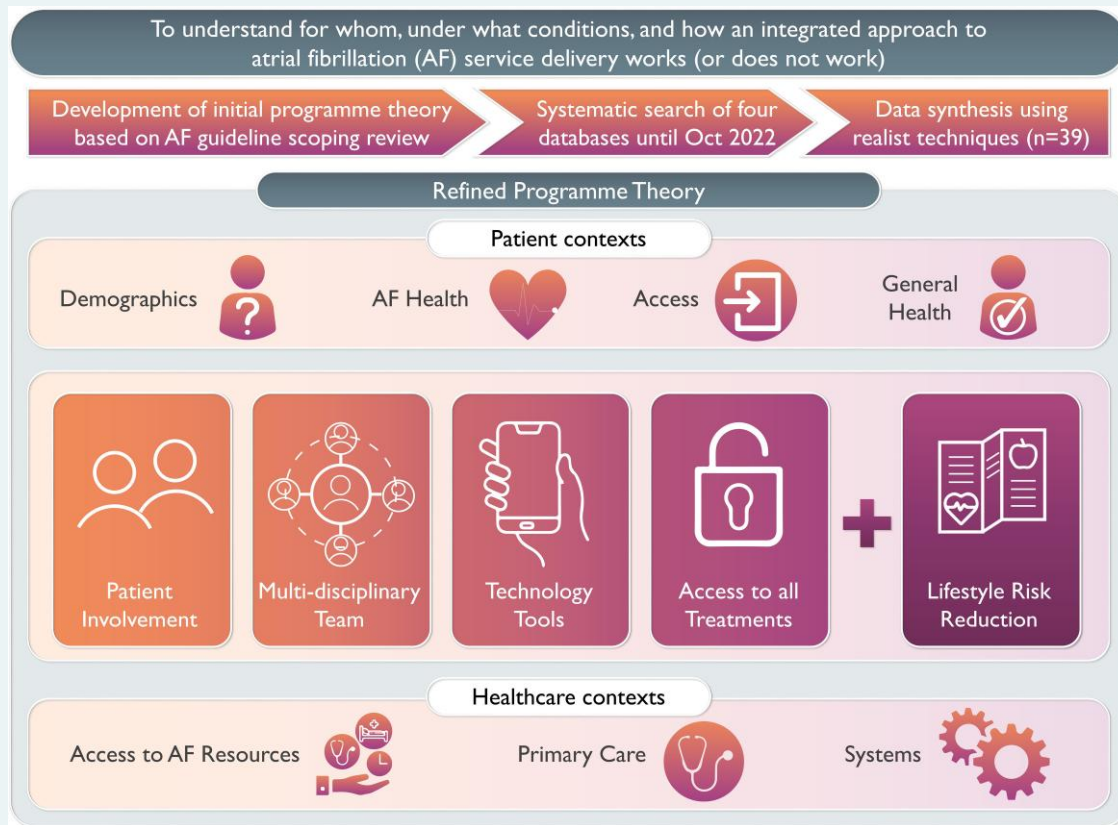 To understand for whom, under what conditions, and how an integrated approach to
atrial fibrillation (AF) service delivery works (or does not work)
Development of initial programme theory
based on AF guideline scoping review
Systematic search of four
databases until Oct 2022
Data synthesis using
realist techniques (n=39)
Refined Programme Theory
Patient contexts
Demographics
?
AF Health
Access
General
Health
Patient
Involvement
Multi-disciplinary
Team
Technology
Tools
Access to all
Treatments
+
Lifestyle Risk
Reduction
Healthcare contexts
Access to AF Resources
Primary Care
Systems